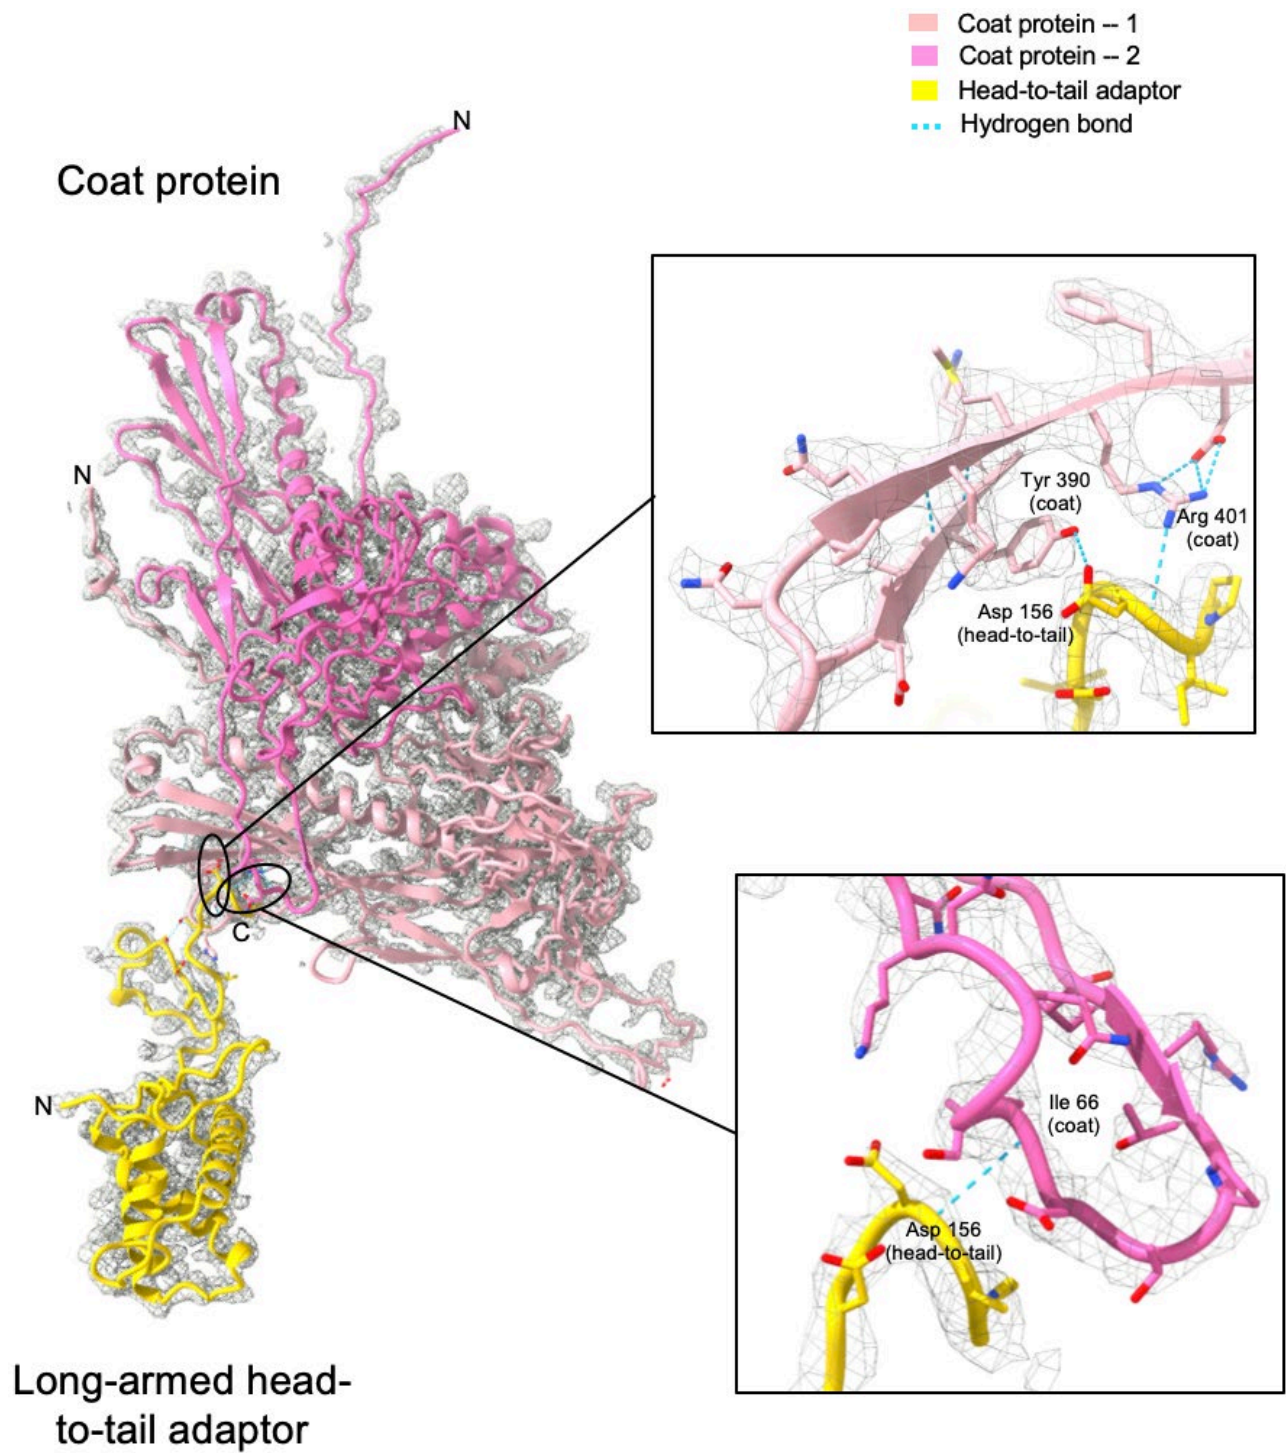 Coat protein -- 1
Coat protein -- 2
Head-to-tail adaptor
Hydrogen bond
N
Coat protein
N
Tyr 390
(coat)
Arg 401
(coat)
Asp 156
(head-to-tail)
C
N
Ile 66
(coat)
Asp 156
(head-to-tail)
Long-armed head-
to-tail adaptor